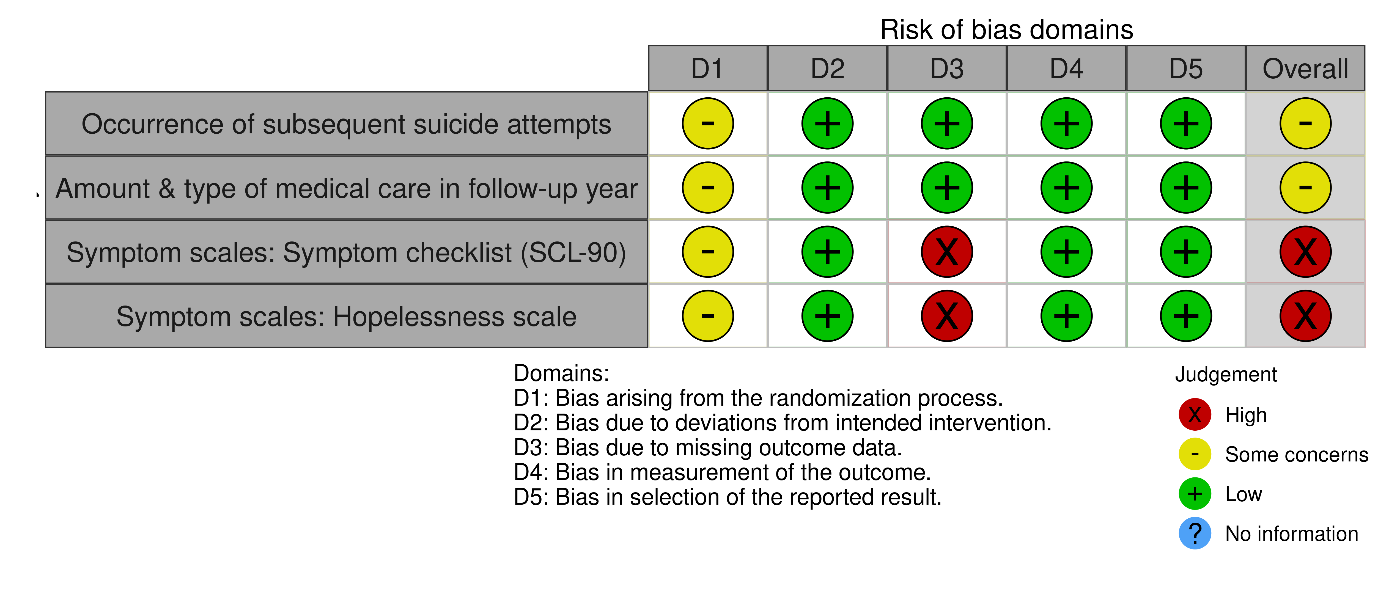 Risk of bias domains
D1 D2 D3 D4 D5 Overall
Occurrence of subsequent suicide attempts - + + + + -
Amount & type of medical care in follow-up year - + + + + -
Symptom scales: Symptom checklist (SCL-90) - + X + + X
Symptom scales: Hopelessness scale - + X + + X
Domains:
D1: Bias arising from the randomization process.
D2: Bias due to deviations from intended intervention.
D3: Bias due to missing outcome data.
D4: Bias in measurement of the outcome.
D5: Bias in selection of the reported result.
Judgement
X High
- Some concerns
+ Low
? No information